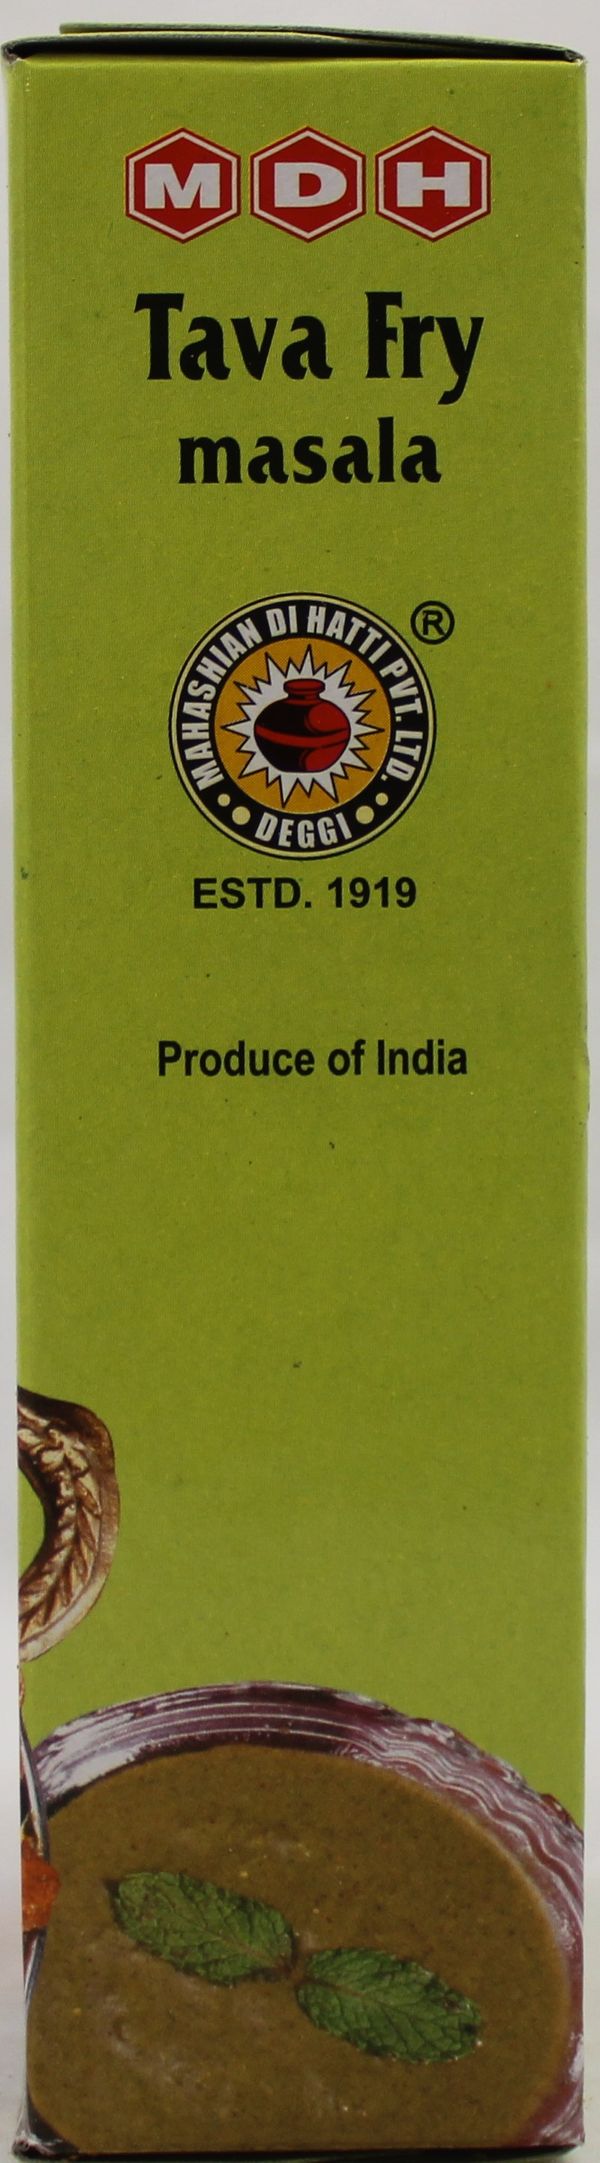 MDH
Tava Fry
masala
MAHASHIAN DI HATTI PVT. LTD.
®
DEGGI
ESTD. 1919
Produce of India